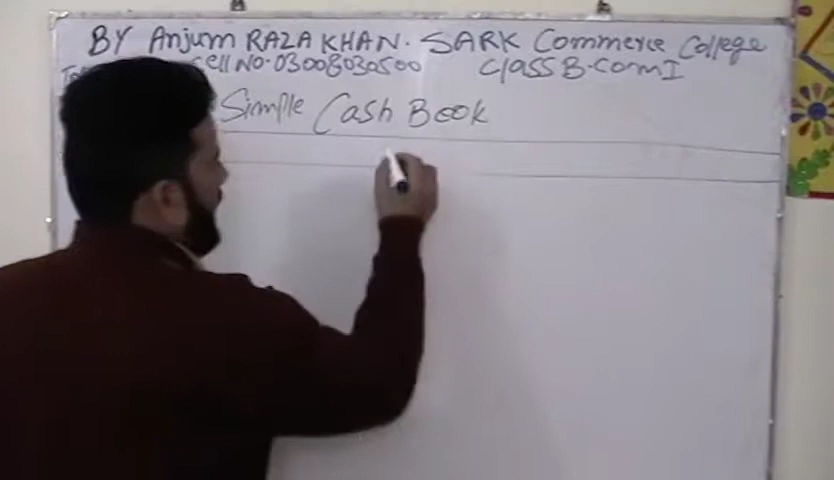 BY Anjum RAZA KHAN. SARK Commerce College
Cell No. 03008030500 Class B.Com I
Simple Cash Book